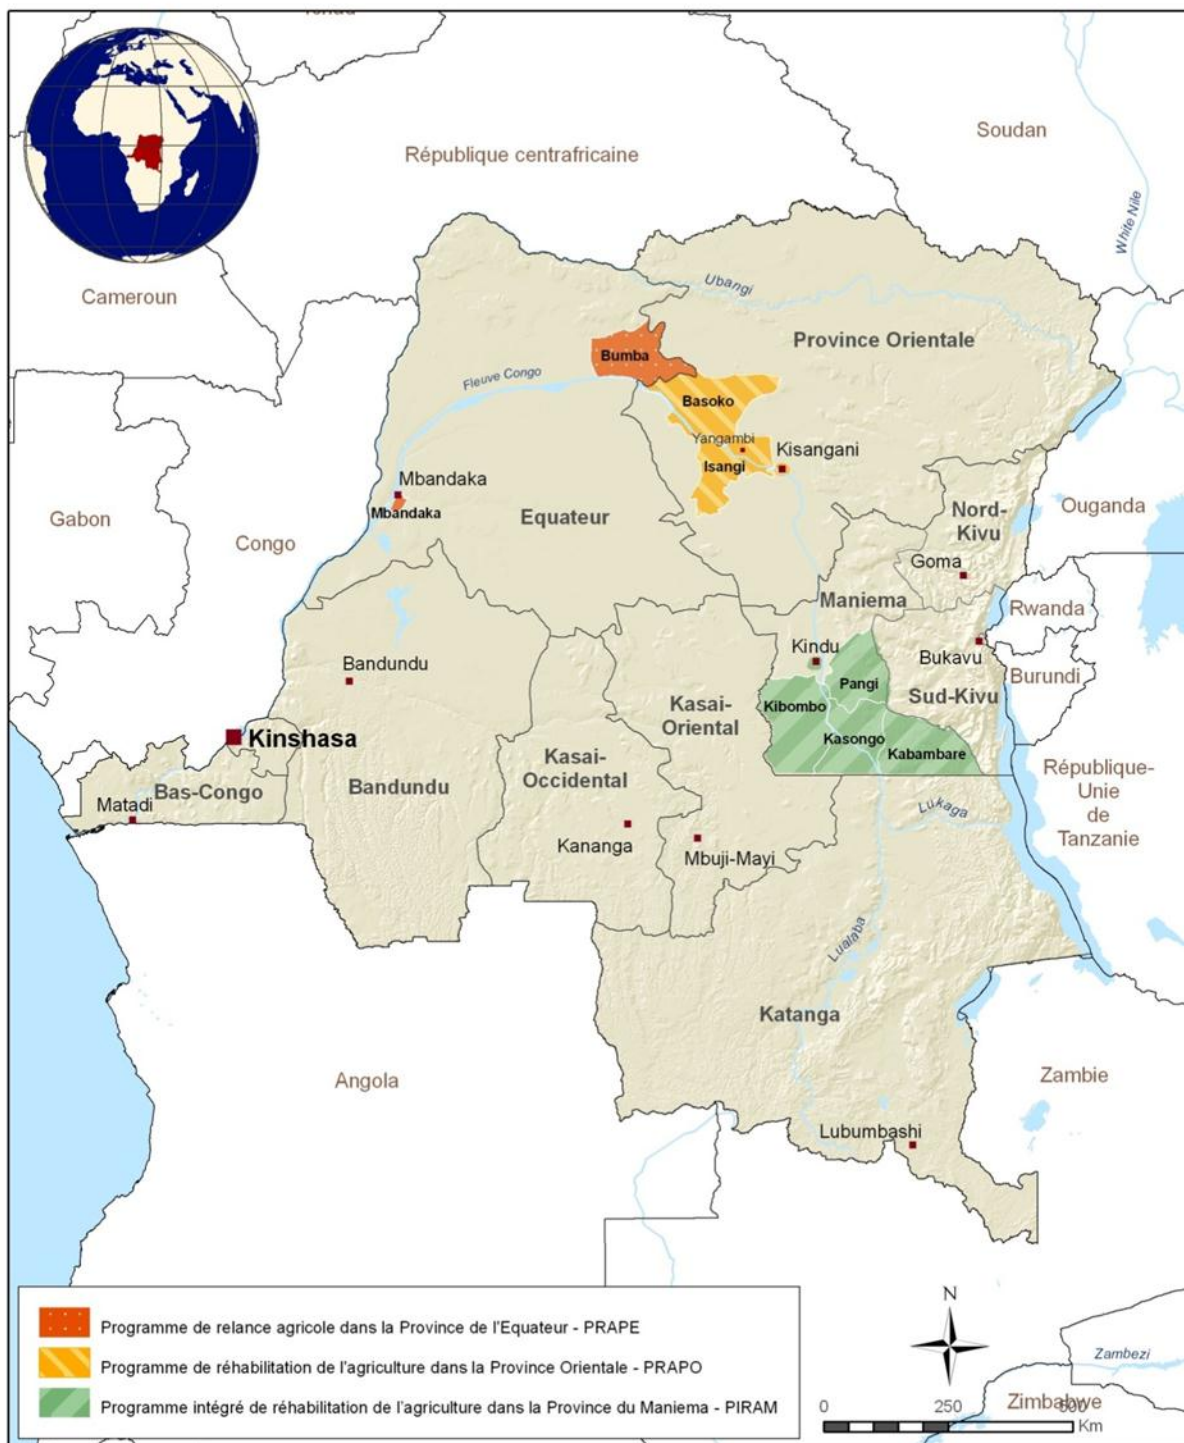 République centrafricaine
Soudan
White Nile
Cameroun
Ubangi
Province Orientale
Bumba
Fleuve Congo
Basoko
Yangambi
Kisangani
Isangi
Mbandaka
Mbandaka
Equateur
Gabon
Congo
Nord-
Kivu
Ouganda
Goma
Maniema
Rwanda
Kindu
Bukavu
Burundi
Bandundu
Pangi
Sud-Kivu
Kibombo
Kasai-
Oriental
Kinshasa
Kasongo
Kabambare
Kasai-
Occidental
Bas-Congo
Bandundu
République-
Unie
de
Tanzanie
Matadi
Lukaga
Kananga
Mbuji-Mayi
Lualaba
Katanga
Angola
Zambie
Lubumbashi
N
Programme de relance agricole dans la Province de l'Equateur - PRAPE
Programme de réhabilitation de l'agriculture dans la Province Orientale - PRAPO
Programme intégré de réhabilitation de l'agriculture dans la Province du Maniema - PIRAM
Zambezi
Zimbabwe
0 250 500
Km